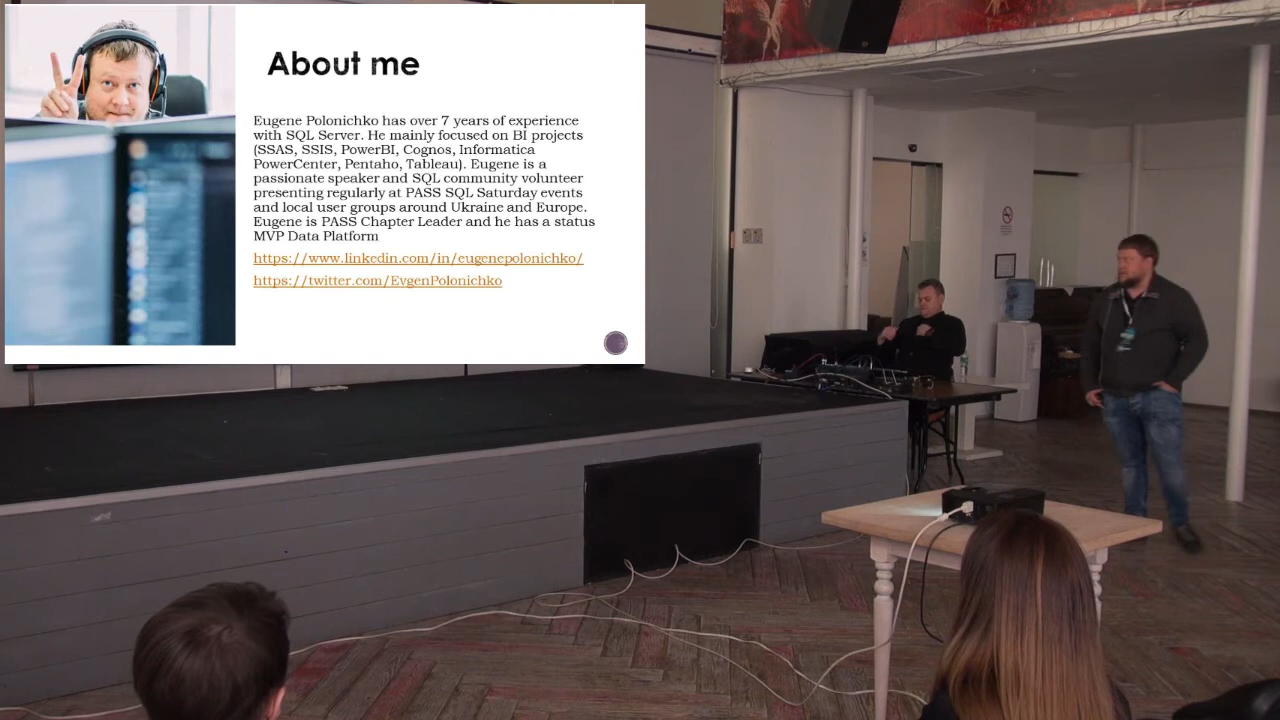 About me
Eugene Polonichko has over 7 years of experience
with SQL Server. He mainly focused on BI projects
(SSAS, SSIS, PowerBI, Cognos, Informatica
PowerCenter, Pentaho, Tableau). Eugene is a
passionate speaker and SQL community volunteer
presenting regularly at PASS SQL Saturday events
and local user groups around Ukraine and Europe.
Eugene is PASS Chapter Leader and he has a status
MVP Data Platform
https://www.linkedin.com/in/eugenepolonichko/
https://twitter.com/EvgenPolonichko